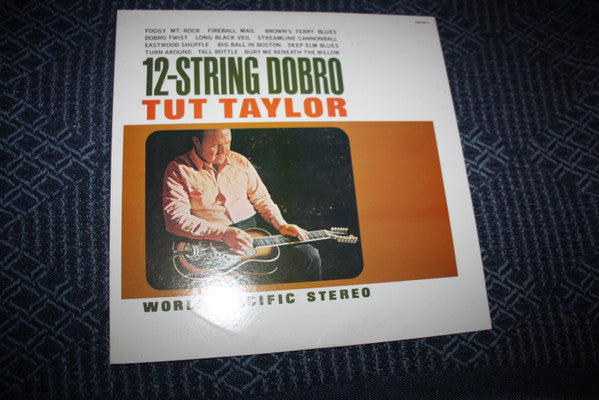 FOGGY MT. ROCK FIREBALL MAIL BROWN'S FERRY BLUES
DOBRO TWIST LONG BLACK VEIL STREAMLINE CANNONBALL
EASTWOOD SHUFFLE BIG BALL IN BOSTON DEEP ELM BLUES
TURN AROUND TALL BOTTLE BURY ME BENEATH THE WILLOW
12-STRING DOBRO
TUT TAYLOR
STEREO